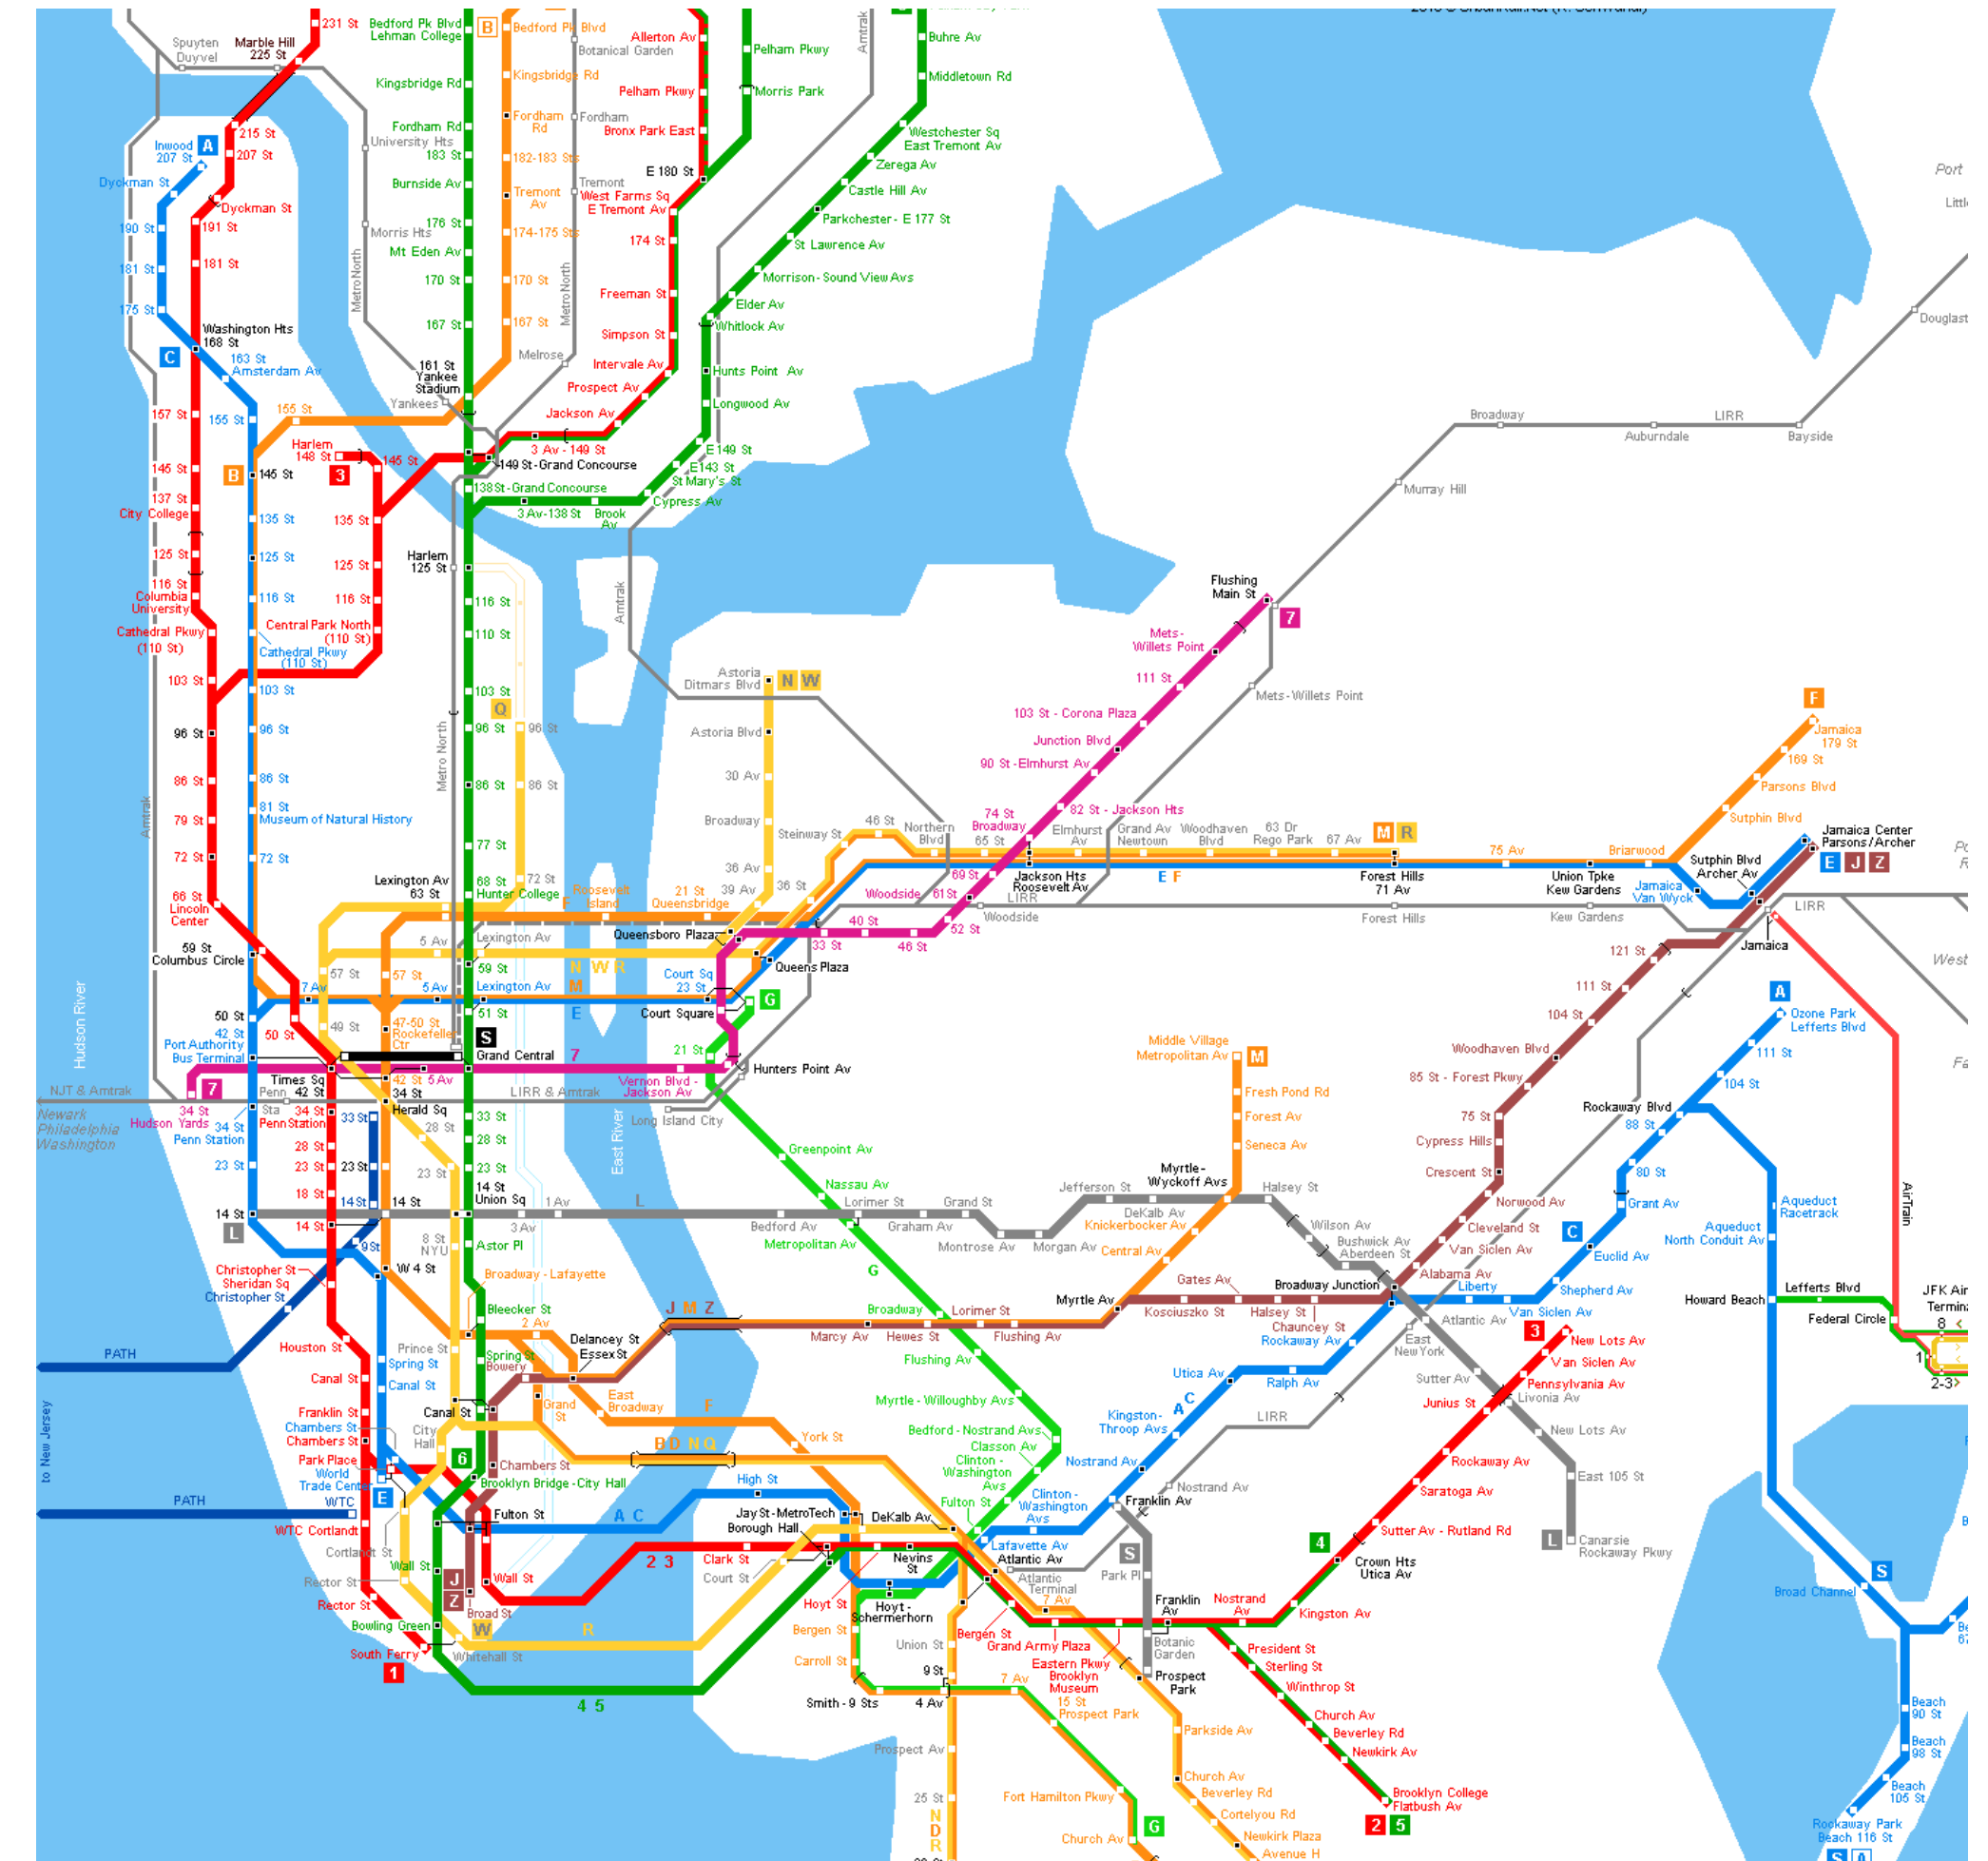 231 St
Bedford Pk Blvd
Lehman College
B
Bedford Pk Blvd
Allerton Av
Amtrak
Buhre Av
Spuyten
Duyvel
Marble Hill
225 St
Botanical Garden
Pelham Pkwy
Middletown Rd
Kingsbridge Rd
Kingsbridge Rd
Pelham Pkwy
Morris Park
215 St
Fordham Rd
Fordham
Rd
Fordham
Bronx Park East
Westchester Sq
East Tremont Av
Inwood
207 St
A
207 St
University Hts
183 St
182-183 Sts
E 180 St
Zerega Av
Port
Dyckman St
Burnside Av
Tremont
Av
Tremont
West Farms Sq
E Tremont Av
Castle Hill Av
Dyckman St
Parkchester - E 177 St
190 St
191 St
Morris Hts
176 St
174-175 Sts
174 St
St Lawrence Av
Mt Eden Av
181 St
181 St
170 St
170 St
Morrison - Sound View Avs
MetroNorth
MetroNorth
Freeman St
Elder Av
175 St
167 St
167 St
Whitlock Av
Douglast
Washington Hts
168 St
Simpson St
C
163 St
Amsterdam Av
161 St
Yankee
Stadium
Melrose
Intervale Av
Hunts Point Av
Prospect Av
Yankees
Longwood Av
157 St
155 St
155 St
Jackson Av
Broadway
LIRR
Auburndale
Bayside
Harlem
148 St
3
145 St
3 Av - 149 St
149 St - Grand Concourse
E 149 St
145 St
B
145 St
E 143 St
St Mary's St
138 St - Grand Concourse
Cypress Av
Murray Hill
137 St
City College
135 St
135 St
3 Av - 138 St
Brook
Av
125 St
125 St
125 St
Harlem
125 St
116 St
Columbia
University
116 St
116 St
116 St
Amtrak
Flushing
Main St
7
Cathedral Pkwy
(110 St)
Cathedral Pkwy
(110 St)
Central Park North
(110 St)
110 St
Mets -
Willets Point
103 St
103 St
103 St
Astoria
Ditmars Blvd
N W
111 St
Mets - Willets Point
Q
F
96 St
96 St
96 St
96 St
Metro North
Astoria Blvd
103 St - Corona Plaza
Jamaica
179 St
Junction Blvd
169 St
86 St
86 St
86 St
86 St
30 Av
90 St - Elmhurst Av
Parsons Blvd
Amtrak
79 St
81 St
Museum of Natural History
Broadway
Steinway St
46 St
Northern
Blvd
74 St
Broadway
82 St - Jackson Hts
65 St
Elmhurst
Av
Grand Av
Newtown
Woodhaven
Blvd
63 Dr
Rego Park
67 Av
M R
Sutphin Blvd
Jamaica Center
Parsons/Archer
E J Z
72 St
72 St
77 St
36 Av
69 St
Jackson Hts
Roosevelt Av
E F
Forest Hills
71 Av
75 Av
Union Tpke
Kew Gardens
Briarwood
Jamaica
Van Wyck
Sutphin Blvd
Archer Av
Lexington Av
63 St
68 St
Hunter College
72 St
F
Roosevelt
Island
21 St
Queensbridge
39 Av
36 St
Woodside
61 St
LIRR
Woodside
Forest Hills
Kew Gardens
LIRR
66 St
Lincoln
Center
Queensboro Plaza
33 St
40 St
46 St
52 St
Jamaica
121 St
59 St
Columbus Circle
5 Av
Lexington Av
57 St
57 St
59 St
N W R
M
E
Court Sq
23 St
Queens Plaza
West
7 Av
5 Av
Lexington Av
111 St
A
50 St
50 St
49 St
47-50 St
Rockefeller
Ctr
51 St
Court Square
G
104 St
Ozone Park
Lefferts Blvd
Hudson River
42 St
Port Authority
Bus Terminal
S
Grand Central
7
21 St
Middle Village
Metropolitan Av
M
Woodhaven Blvd
111 St
Hunters Point Av
Times Sq
42 St
42 St
5 Av
Vernon Blvd -
Jackson Av
85 St - Forest Pkwy
104 St
7
NJT & Amtrak
Penn
Sta
34 St
Herald Sq
LIRR & Amtrak
Fresh Pond Rd
Newark
Philadelphia
Washington
34 St
Hudson Yards
34 St
Penn Station
34 St
Penn Station
33 St
33 St
Long Island City
Forest Av
75 St
Rockaway Blvd
88 St
28 St
28 St
28 St
East River
Greenpoint Av
Seneca Av
Cypress Hills
23 St
23 St
23 St
23 St
23 St
Nassau Av
Myrtle -
Wyckoff Avs
Crescent St
80 St
18 St
14 St
14 St
Union Sq
1 Av
L
Lorimer St
Grand St
Jefferson St
Halsey St
Norwood Av
Grant Av
Aqueduct
Racetrack
AirTrain
14 St
L
14 St
14 St
3 Av
Bedford Av
Metropolitan Av
Graham Av
Montrose Av
Morgan Av
DeKalb Av
Knickerbocker Av
Central Av
Wilson Av
Bushwick Av
Aberdeen St
Cleveland St
Van Siclen Av
C
Aqueduct
North Conduit Av
9 St
8 St
NYU
Astor Pl
G
Euclid Av
Christopher St
Sheridan Sq
Christopher St
W 4 St
Broadway - Lafayette
Gates Av
Broadway Junction
Alabama Av
Liberty
Shepherd Av
Bleecker St
J M Z
Broadway
Lorimer St
Myrtle Av
Kosciuszko St
Halsey St
Chauncey St
Van Siclen Av
Howard Beach
Lefferts Blvd
Federal Circle
8
1
2-3>
Houston St
Prince St
Spring St
2 Av
Delancey St
Essex St
Marcy Av
Hewes St
Flushing Av
Rockaway Av
Atlantic Av
3
New Lots Av
PATH
Spring St
Bowery
Flushing Av
East
New York
Van Siclen Av
Canal St
Canal St
Utica Av
Ralph Av
Sutter Av
Pennsylvania Av
to New Jersey
Canal St
Grand
St
East
Broadway
F
Myrtle - Willoughby Avs
A C
Kingston-
Throop Avs
LIRR
Junius St
Livonia Av
Franklin St
Chambers St
Chambers St
City
Hall
York St
Bedford - Nostrand Avs
Classon Av
New Lots Av
B D N Q
Park Place
World
Trade Center
6
Chambers St
Clinton -
Washington
Avs
Nostrand Av
Rockaway Av
East 105 St
E
Brooklyn Bridge - City Hall
High St
Nostrand Av
Saratoga Av
PATH
WTC
Fulton St
A C
Jay St - MetroTech
Borough Hall
DeKalb Av
Fulton St
Clinton -
Washington
Avs
Franklin Av
WTC Cortlandt
Sutter Av - Rutland Rd
Cortlandt St
Lafayette Av
4
L
Canarsie
Rockaway Pkwy
Wall St
2 3
Clark St
Court St
Nevins
St
Atlantic Av
S
Crown Hts
Utica Av
Rector St
J
Z
Wall St
Atlantic
Terminal
Park Pl
S
Rector St
Broad St
Hoyt St
Hoyt -
Schermerhorn
7 Av
Franklin
Av
Nostrand
Av
Kingston Av
Broad Channel
Bowling Green
W
R
Bergen St
Union St
Bergen St
Grand Army Plaza
Botanic
Garden
President St
South Ferry
1
Whitehall St
Carroll St
9 St
Eastern Pkwy
Brooklyn
Museum
Prospect
Park
Sterling St
Winthrop St
4 5
Smith - 9 Sts
4 Av
7 Av
15 St
Prospect Park
Parkside Av
Church Av
Beverley Rd
Newkirk Av
Beach
90 St
Prospect Av
Beach
98 St
Church Av
25 St
Fort Hamilton Pkwy
Beverley Rd
Brooklyn College
Flatbush Av
Beach
105 St
N
D
R
Cortelyou Rd
2 5
Church Av
G
Newkirk Plaza
Rockaway Park
Beach 116 St
Avenue H
S A